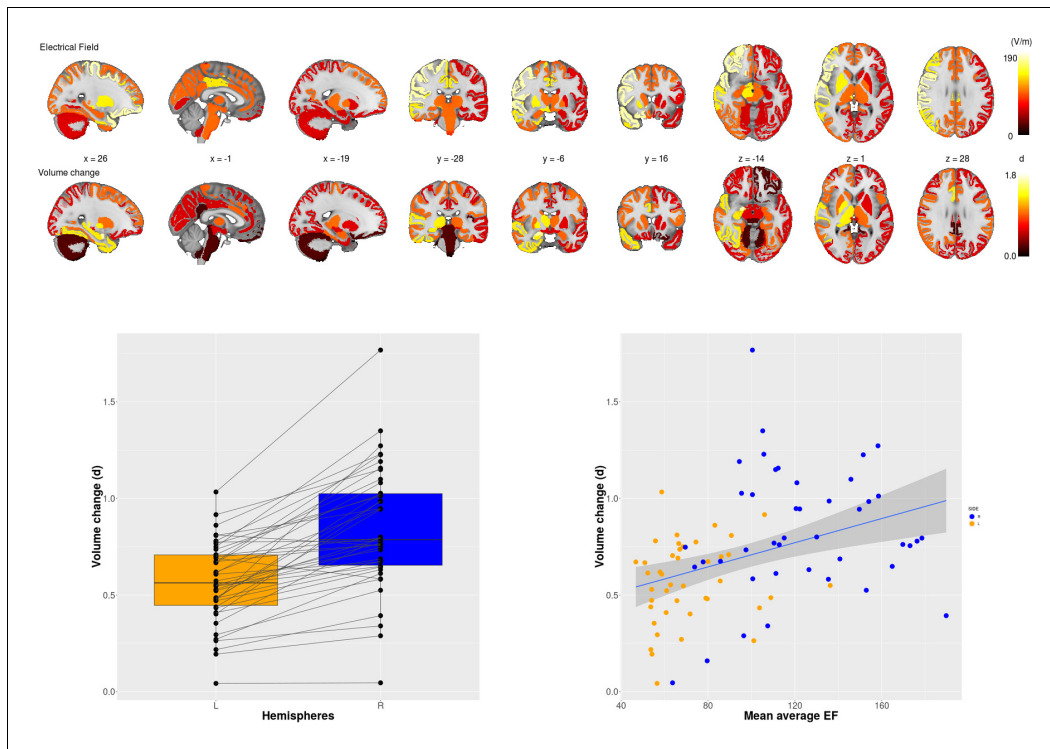 Electrical Field
(V/m)
190
0
x = 26 x = -1 x = -19 y = -28 y = -6 y = 16 z = -14 z = 1 z = 28 d
Volume change
1.8
0.0
1.5
1.0
0.5
0.0
Volume change (d)
L R
Hemispheres
1.5
1.0
0.5
0.0
Volume change (d)
40 80 120 160
Mean average EF
SIDE
R
L